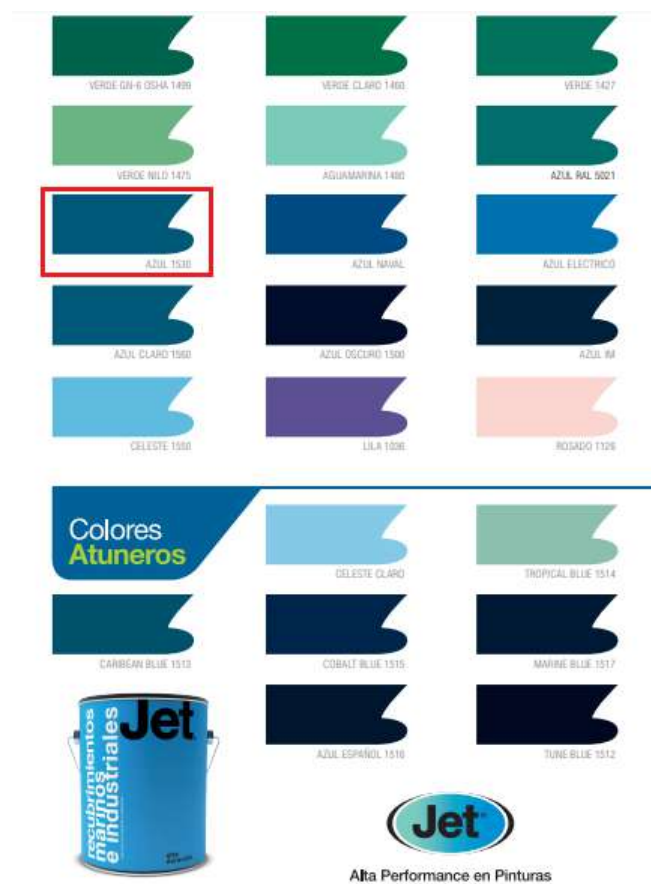 VERDE GN-6 OSHA 1499
VERDE CLARO 1460
VERDE 1427
VERDE NILO 1475
AGUAMARINA 1480
AZUL RAL 5021
AZUL 1530
AZUL NAVAL
AZUL ELECTRICO
AZUL CLARO 1560
AZUL OSCURO 1500
AZUL IM
CELESTE 1550
LILA 1036
ROSADO 1126
Colores
Atuneros
CELESTE CLARO
TROPICAL BLUE 1514
CARIBEAN BLUE 1513
COBALT BLUE 1515
MARINE BLUE 1517
Jet
recubrimientos
marinos
e industriales
AZUL ESPAÑOL 1516
TUNE BLUE 1512
Jet
Alta Performance en Pinturas